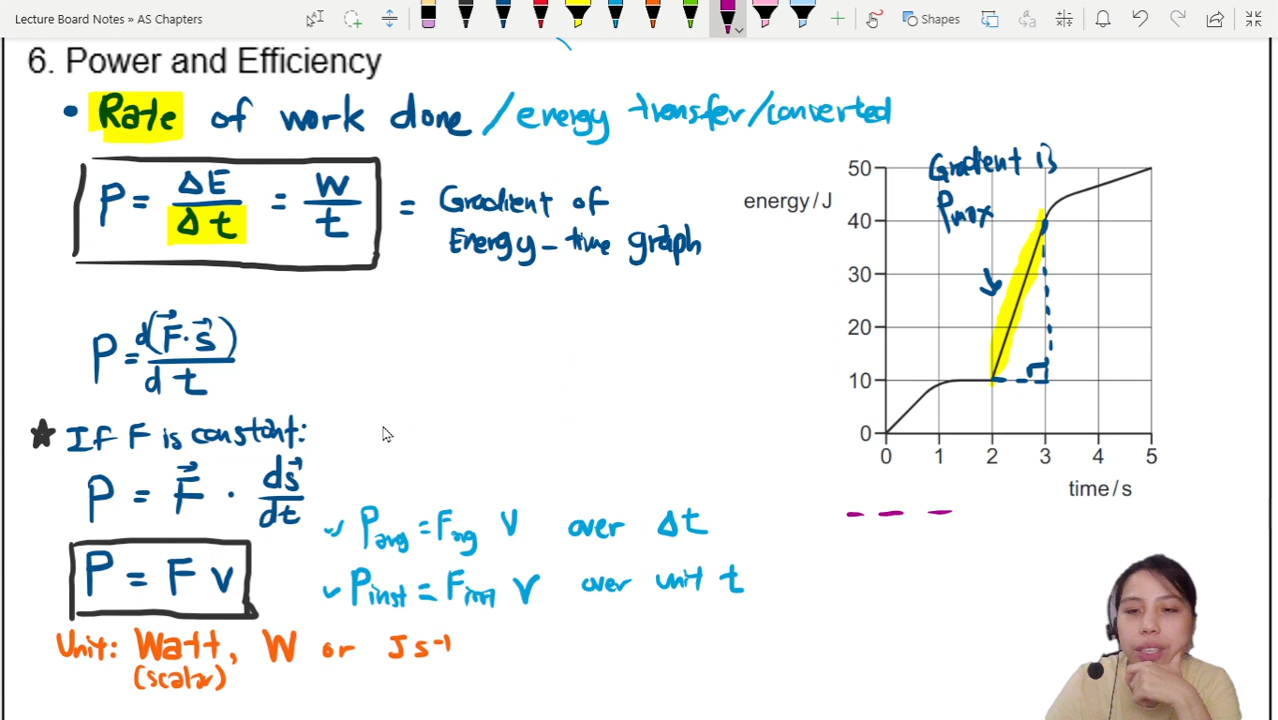 Lecture Board Notes » AS Chapters
Shapes
6. Power and Efficiency
• Rate of work done / energy transfer/converted
P = ΔE/Δt = W/t = Gradient of
Energy-time graph
P = d(F⃗·s⃗)/dt
★ If F is constant:
P = F⃗ · ds⃗/dt
P = F v
✓ Pavg = Favg v over Δt
✓ Pinst = Finst v over unit t
Unit: Watt, W or Js⁻¹
(scalar)
energy / J
Gradient is
Pmax
50
40
30
20
10
0
0 1 2 3 4 5
time / s